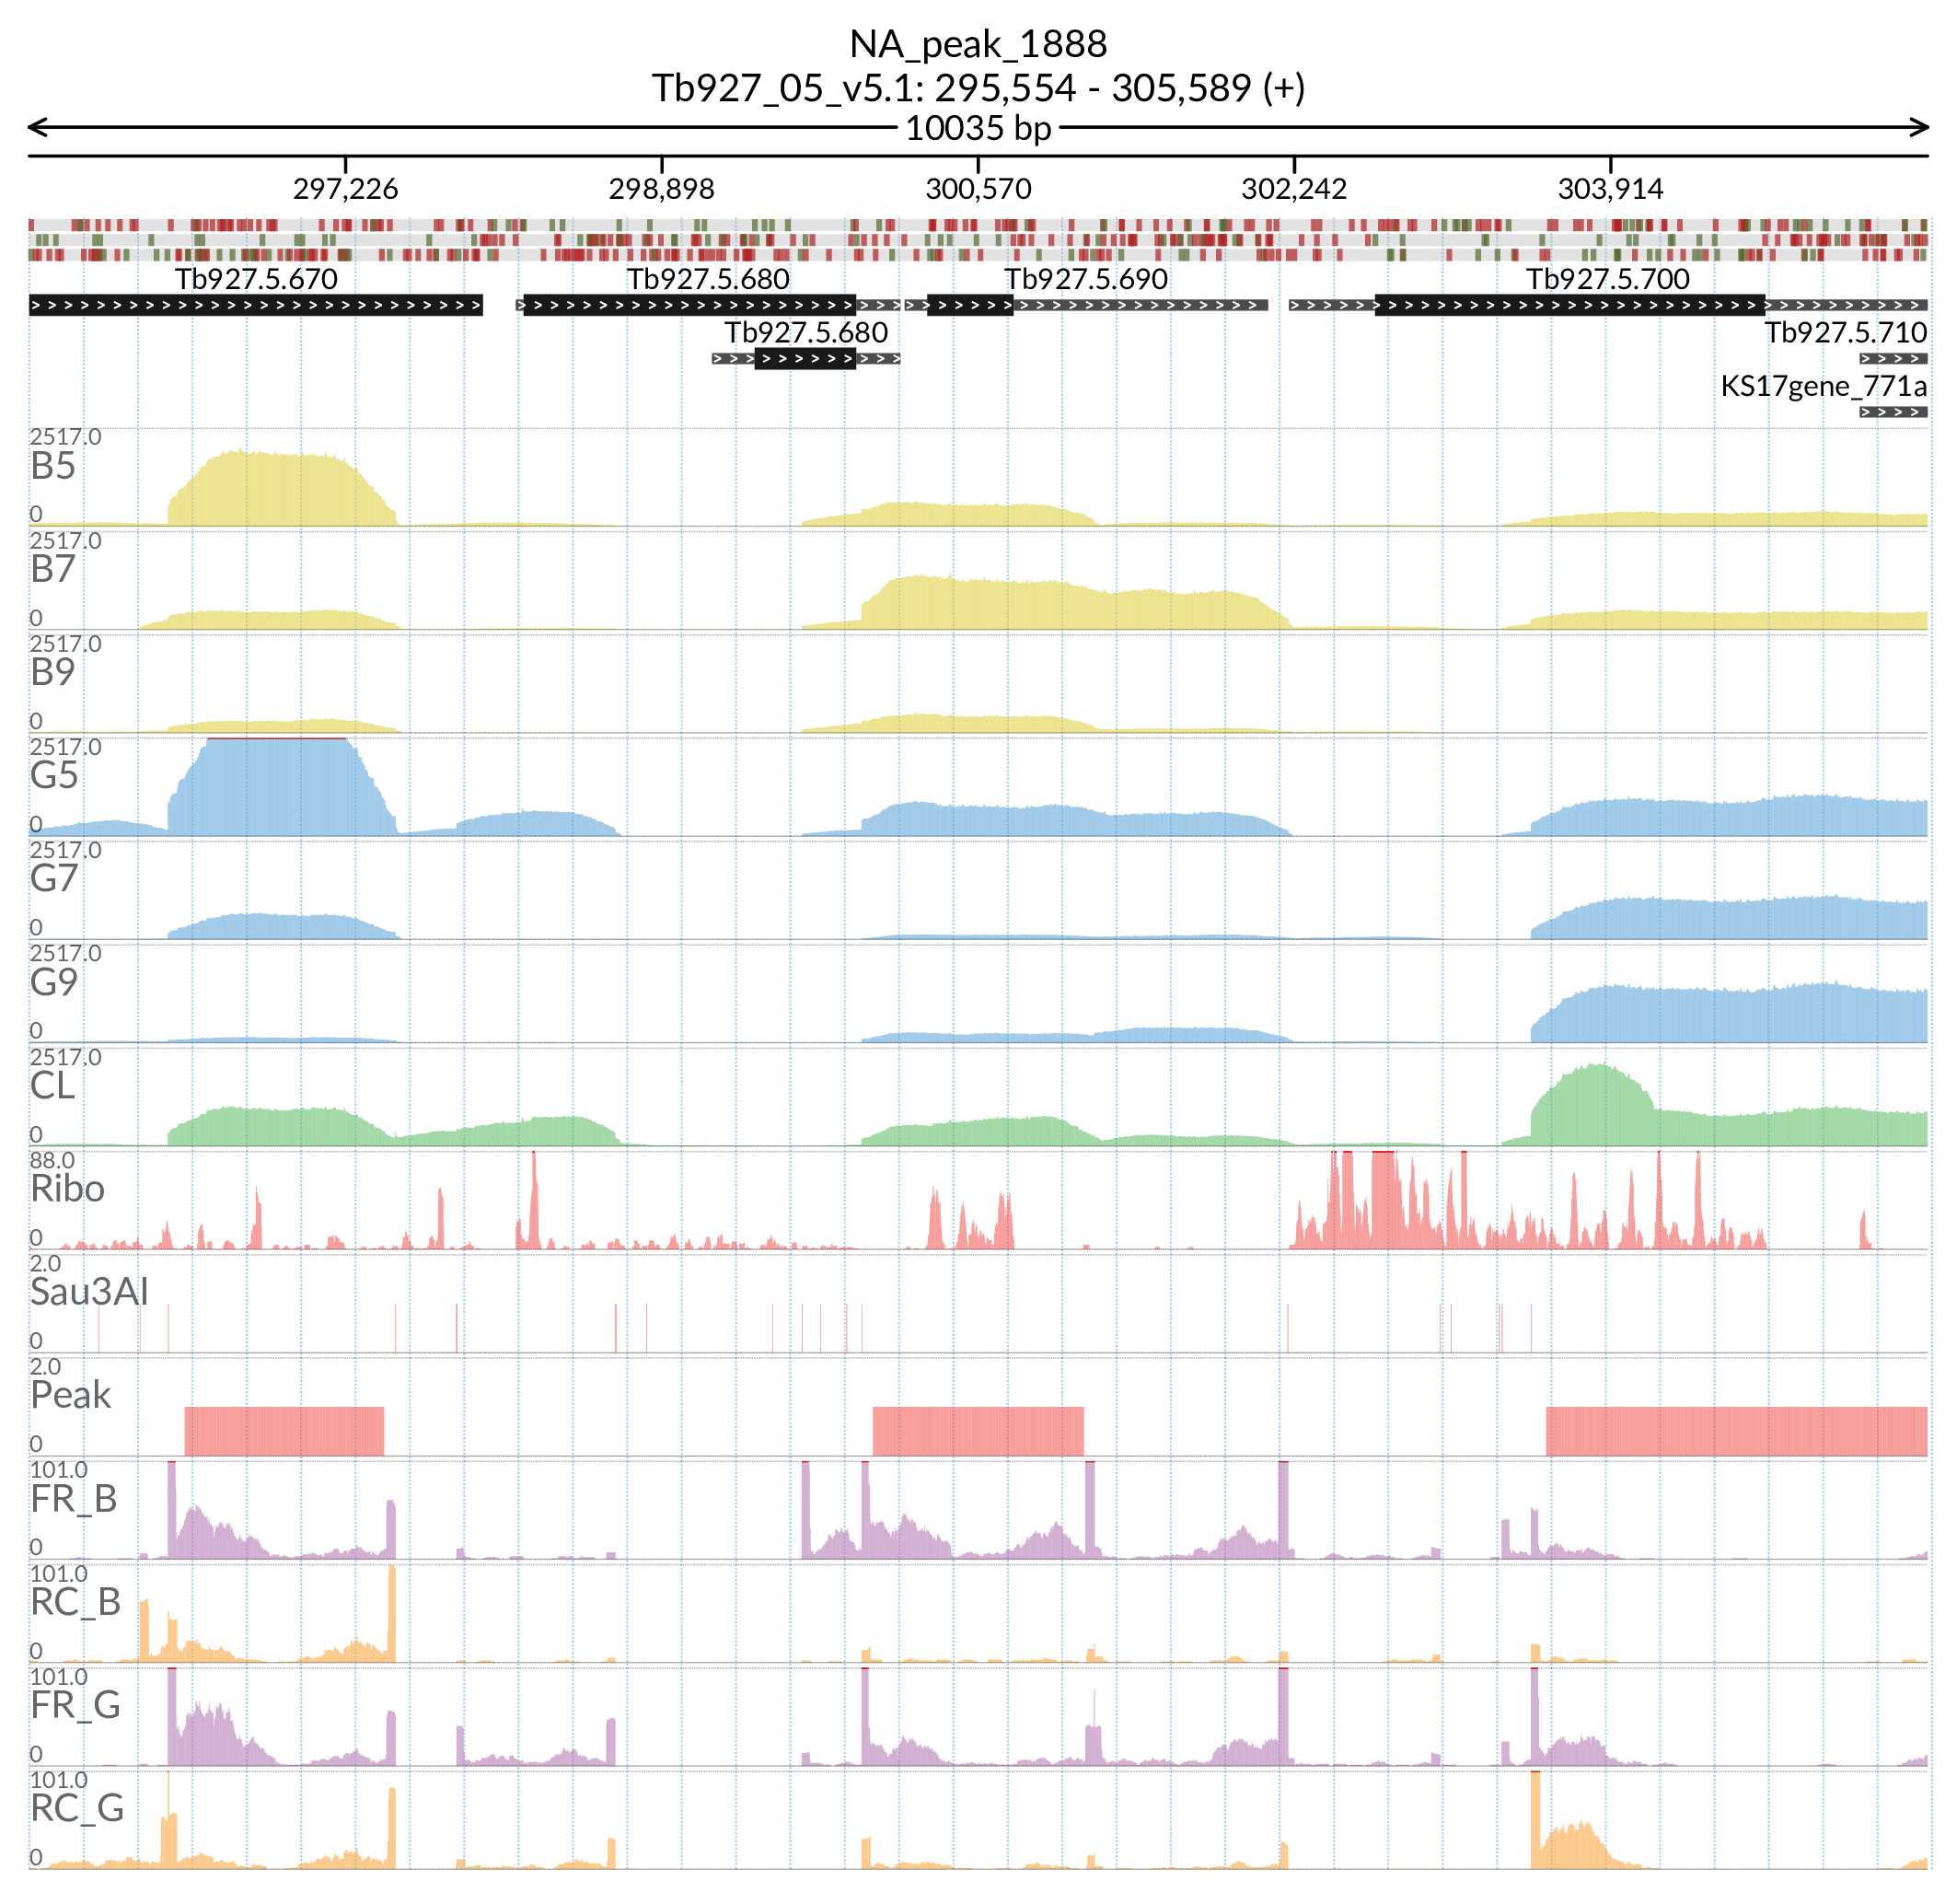 NA_peak_1888
Tb927_05_v5.1: 295,554 - 305,589 (+)
10035 bp
297,226 298,898 300,570 302,242 303,914
Tb927.5.670 Tb927.5.680 Tb927.5.690 Tb927.5.700
Tb927.5.680 Tb927.5.710
KS17gene_771a
2517.0
B5
0
2517.0
B7
0
2517.0
B9
0
2517.0
G5
0
2517.0
G7
0
2517.0
G9
0
2517.0
CL
0
88.0
Ribo
0
2.0
Sau3AI
0
2.0
Peak
0
101.0
FR_B
0
101.0
RC_B
0
101.0
FR_G
0
101.0
RC_G
0